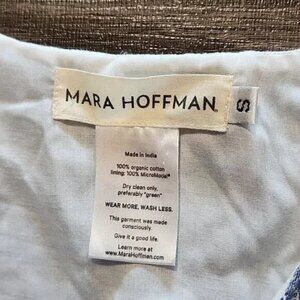 MARA HOFFMAN
S
Made in India
100% organic cotton
lining: 100% MicroModal®
Dry clean only,
preferably "green"
WEAR MORE, WASH LESS.
This garment was made
consciously.
Give it a good life.
Learn more at
www.MaraHoffman.com